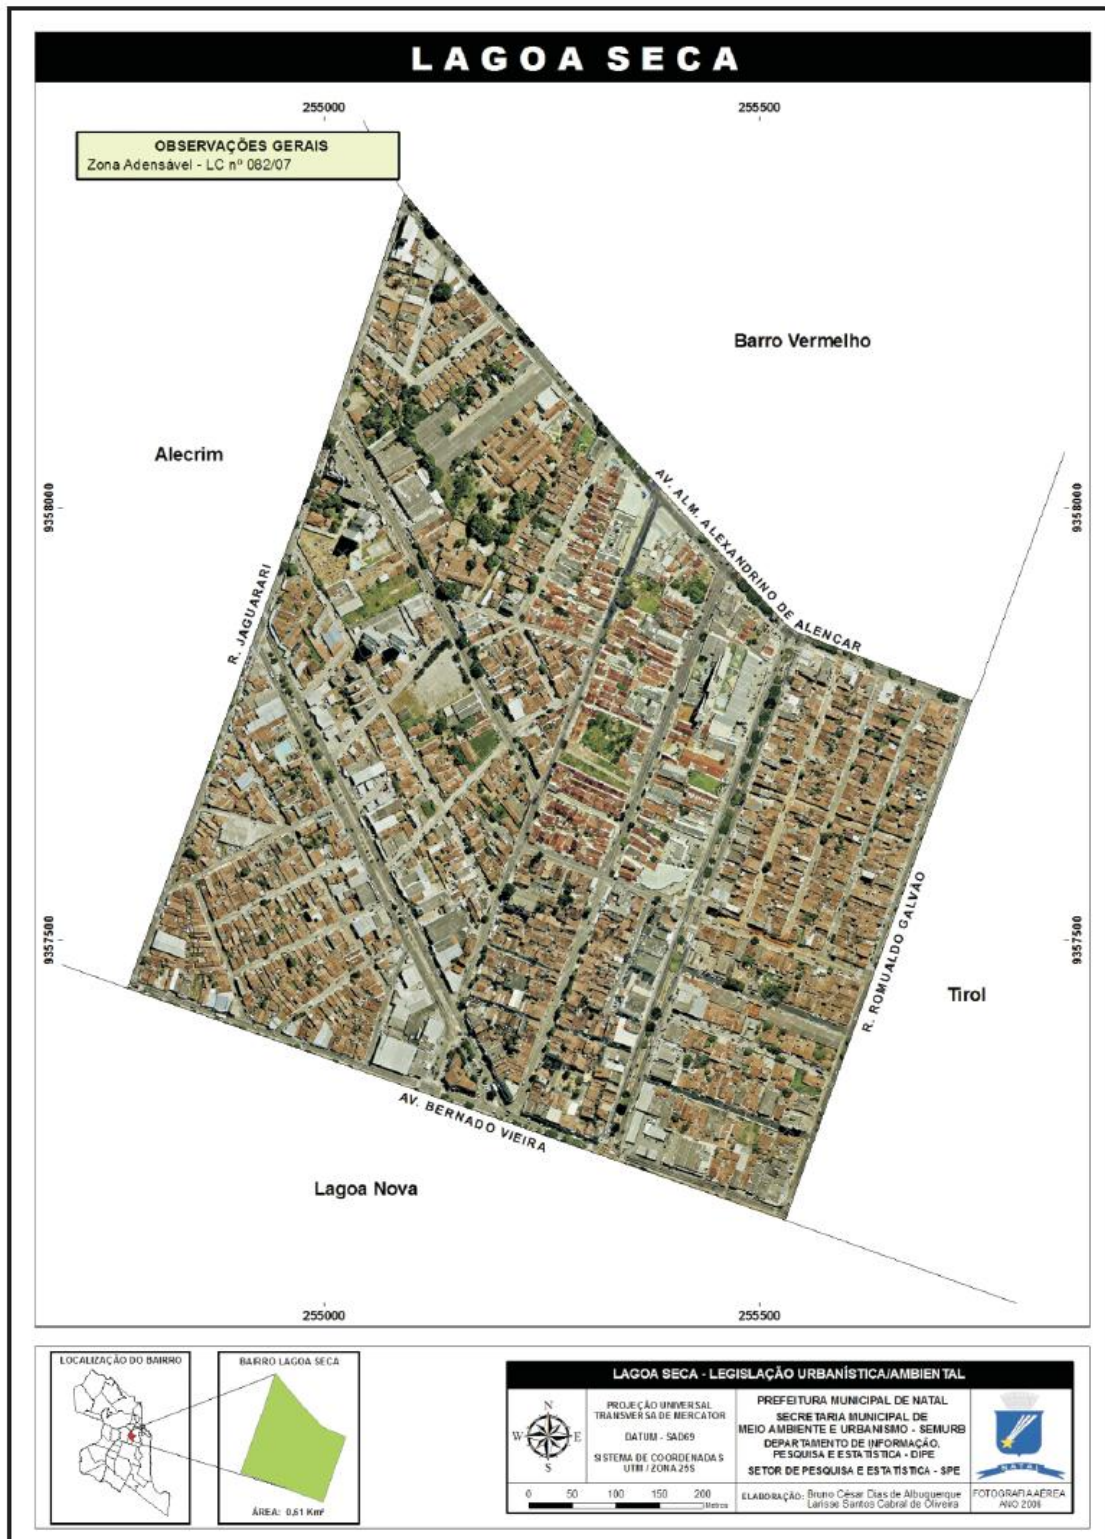 LAGOA SECA
255000
255500
OBSERVAÇÕES GERAIS
Zona Adensável - LC nº 082/07
Barro Vermelho
Alecrim
9358000
9358000
AV. ALM. ALEXANDRINO DE ALENCAR
R. JAGUARARI
9357500
9357500
R. ROMUALDO GALVÃO
Tirol
AV. BERNADO VIEIRA
Lagoa Nova
255000
255500
LOCALIZAÇÃO DO BAIRRO
BAIRRO LAGOA SECA
ÁREA: 0,61 Km²
LAGOA SECA - LEGISLAÇÃO URBANÍSTICA/AMBIENTAL
N
W
E
S
PROJEÇÃO UNIVERSAL
TRANSVERSA DE MERCATOR
DATUM - SAD69
SISTEMA DE COORDENADAS
UTM / ZONA 25S
0 50 100 150 200
Metros
PREFEITURA MUNICIPAL DE NATAL
SECRETARIA MUNICIPAL DE
MEIO AMBIENTE E URBANISMO - SEMURB
DEPARTAMENTO DE INFORMAÇÃO,
PESQUISA E ESTATÍSTICA - DIPE
SETOR DE PESQUISA E ESTATÍSTICA - SPE
ELABORAÇÃO: Bruno César Dias de Albuquerque
Larisse Santos Cabral de Oliveira
NATAL
FOTOGRAFIA AÉREA
ANO 2006